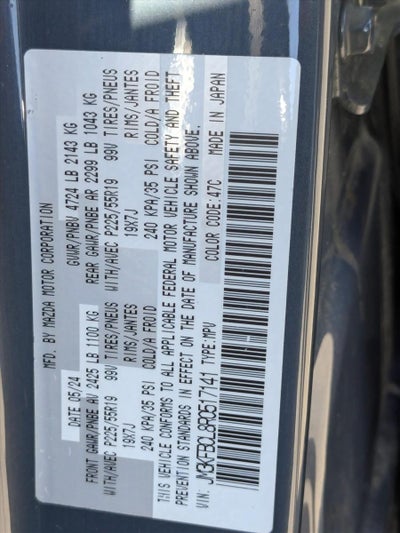 MFD. BY MAZDA MOTOR CORPORATION
DATE 05/24 GVWR/PNBV 4724 LB 2143 KG
FRONT GAWR/PNBE AV 2425 LB 1100 KG REAR GAWR/PNBE AR 2299 LB 1043 KG
WITH/AVEC P225/55R19 99V TIRES/PNEUS WITH/AVEC P225/55R19 99V TIRES/PNEUS
19X7J RIMS/JANTES 19X7J RIMS/JANTES
240 KPA/35 PSI COLD/A FROID 240 KPA/35 PSI COLD/A FROID
THIS VEHICLE CONFORMS TO ALL APPLICABLE FEDERAL MOTOR VEHICLE SAFETY AND THEFT
PREVENTION STANDARDS IN EFFECT ON THE DATE OF MANUFACTURE SHOWN ABOVE.
VIN: JM3KFBCL8R0517141 TYPE:MPV COLOR CODE:47C MADE IN JAPAN